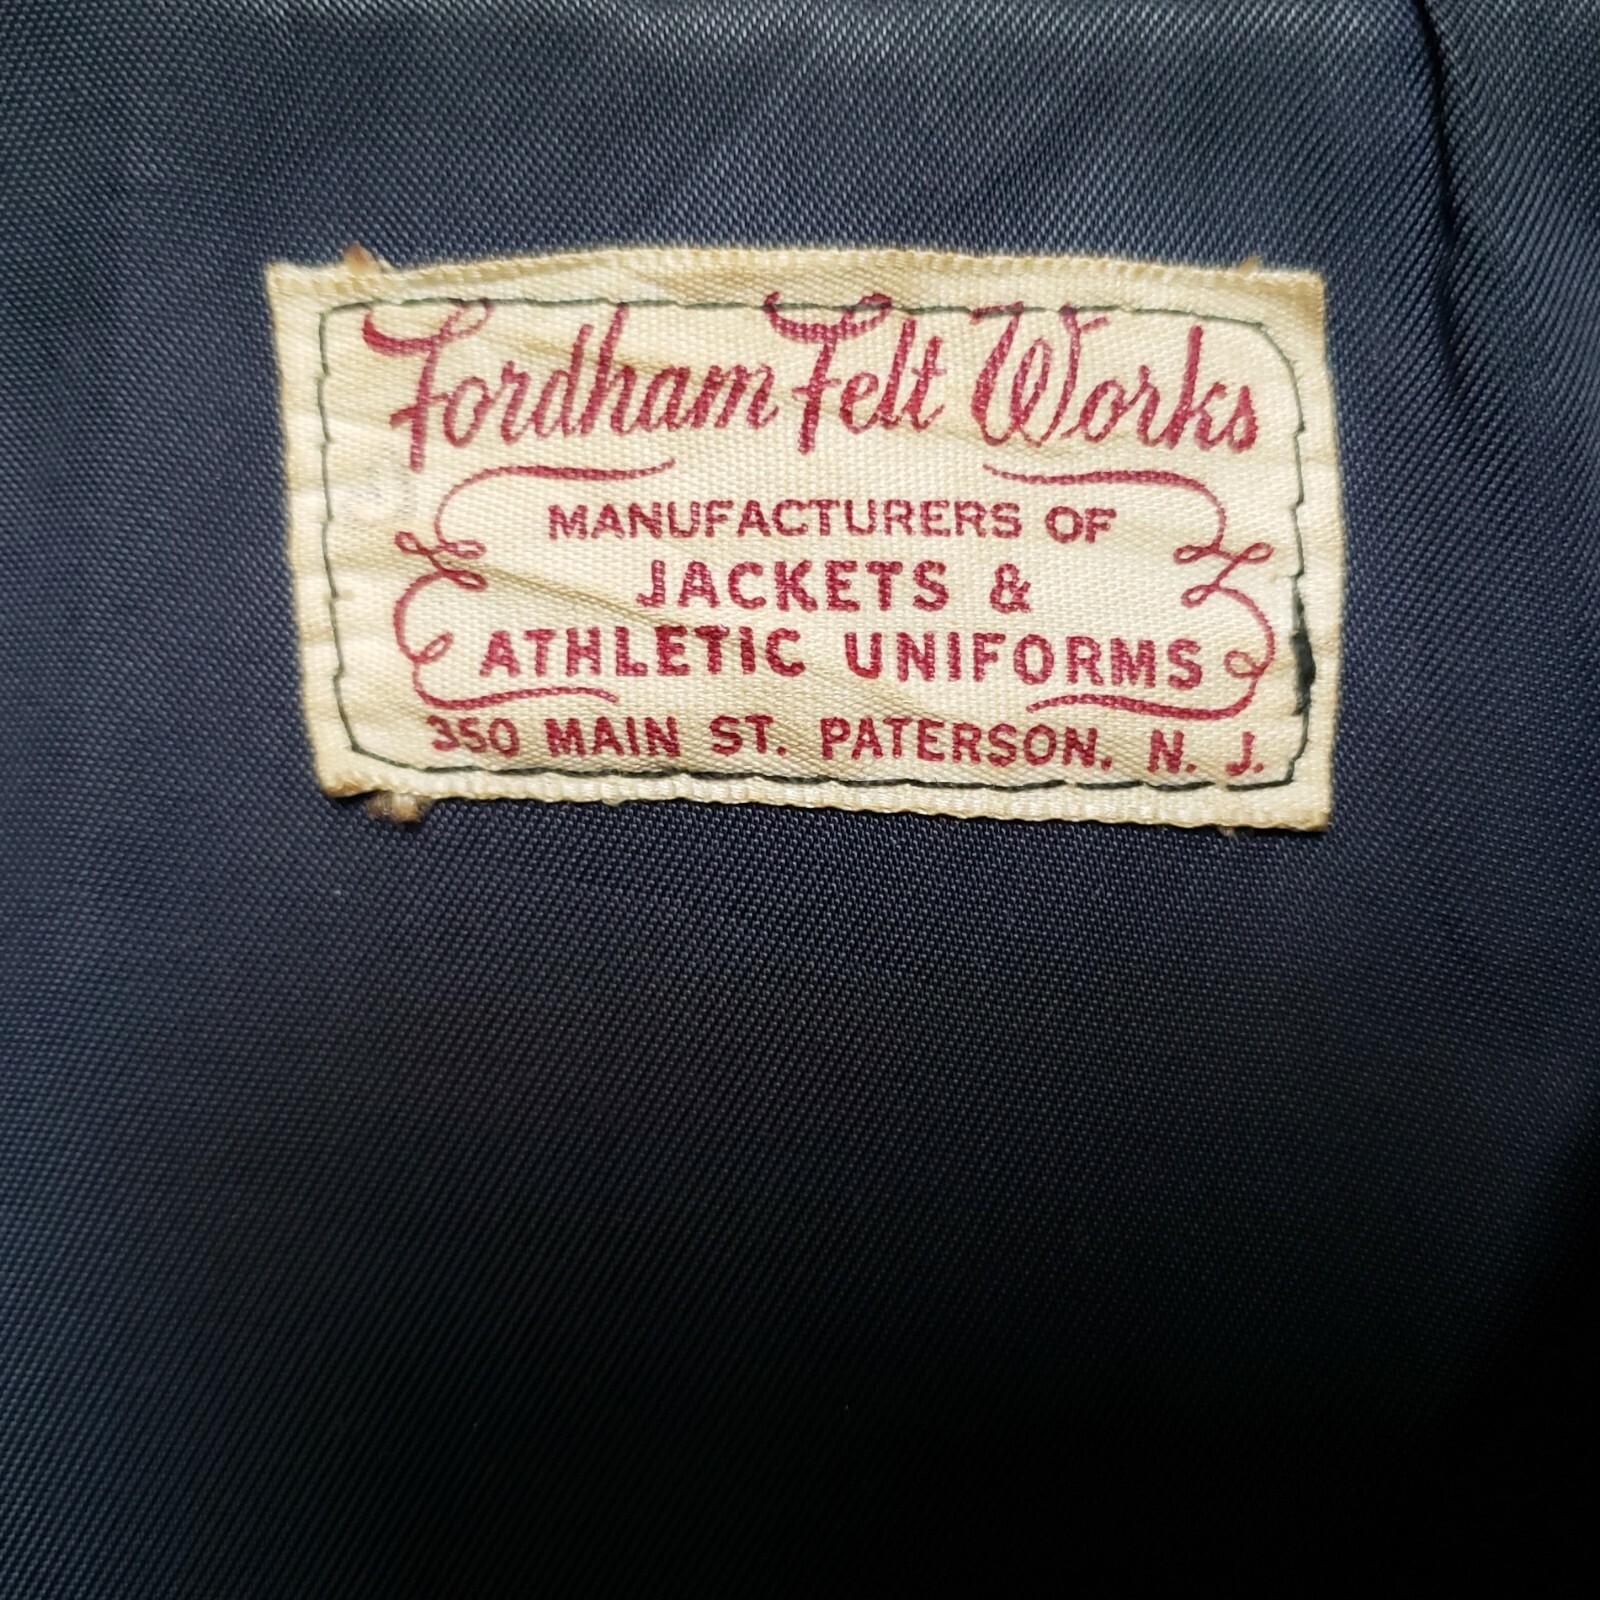 Fordham Felt Works
MANUFACTURERS OF
JACKETS &
ATHLETIC UNIFORMS
350 MAIN ST. PATERSON. N. J.